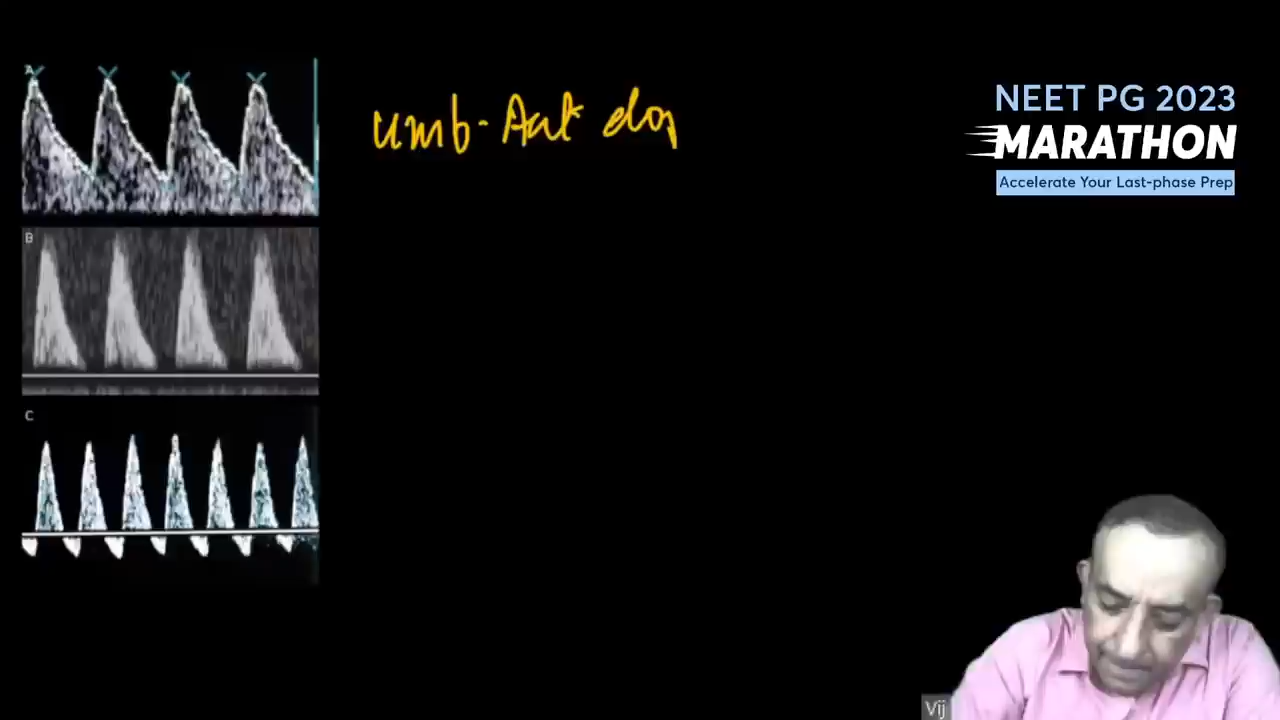 A
umb. Art dop
NEET PG 2023
MARATHON
Accelerate Your Last-phase Prep
B
C
Vij